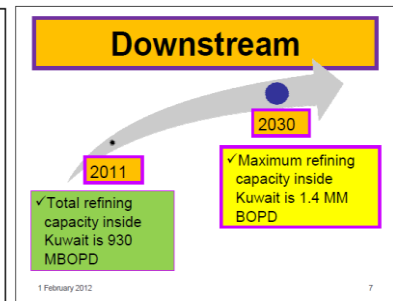 Downstream
2011
✓Total refining
capacity inside
Kuwait is 930
MBOPD
2030
✓Maximum refining
capacity inside
Kuwait is 1.4 MM
BOPD
1 February 2012
7